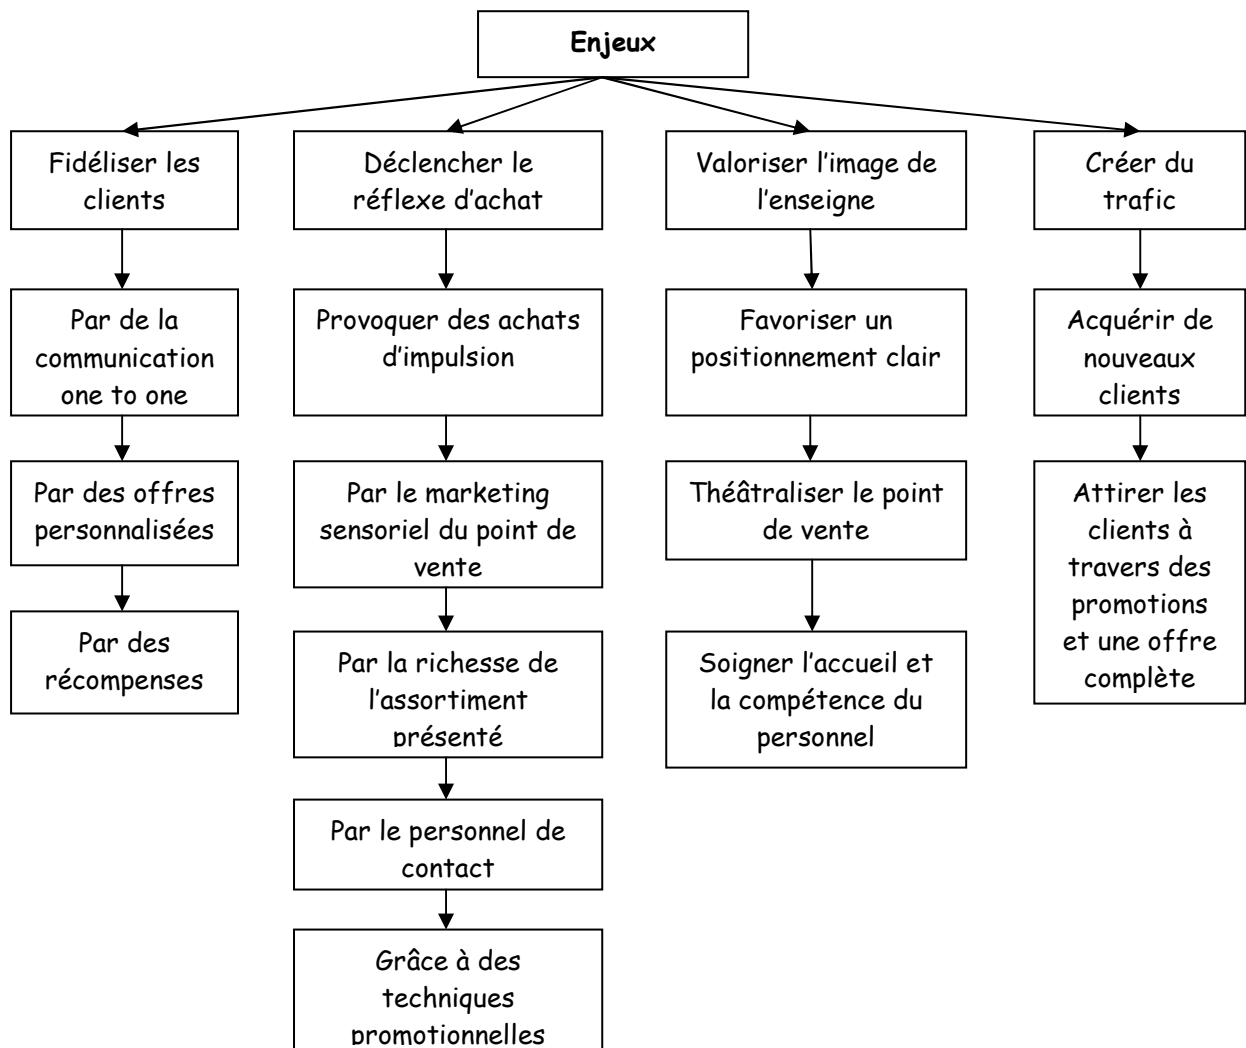 Enjeux
Fidéliser les
clients
Par de la
communication
one to one
Par des offres
personnalisées
Par des
récompenses
Déclencher le
réflexe d’achat
Provoquer des achats
d’impulsion
Par le marketing
sensoriel du point de
vente
Par la richesse de
l’assortiment
présenté
Par le personnel de
contact
Grâce à des
techniques
promotionnelles
Valoriser l’image de
l’enseigne
Favoriser un
positionnement clair
Théâtraliser le point
de vente
Soigner l’accueil et
la compétence du
personnel
Créer du
trafic
Acquérir de
nouveaux
clients
Attirer les
clients à
travers des
promotions
et une offre
complète